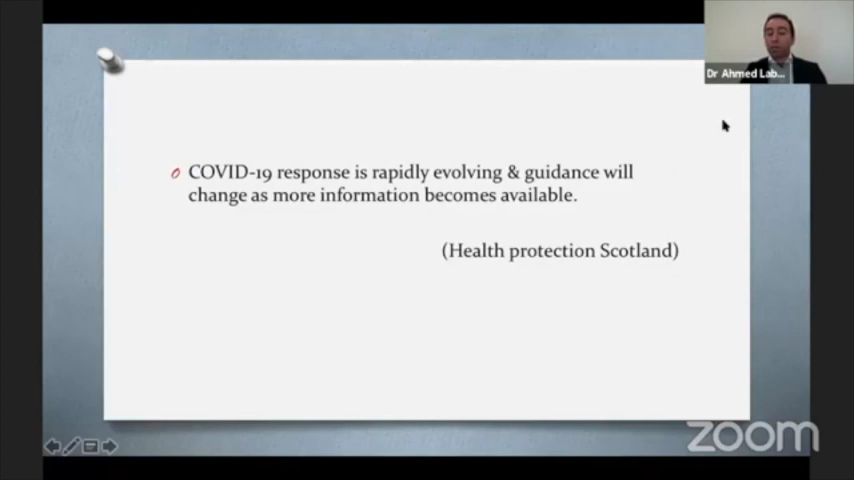 Dr Ahmed Lab...
COVID-19 response is rapidly evolving & guidance will
change as more information becomes available.
(Health protection Scotland)
zoom